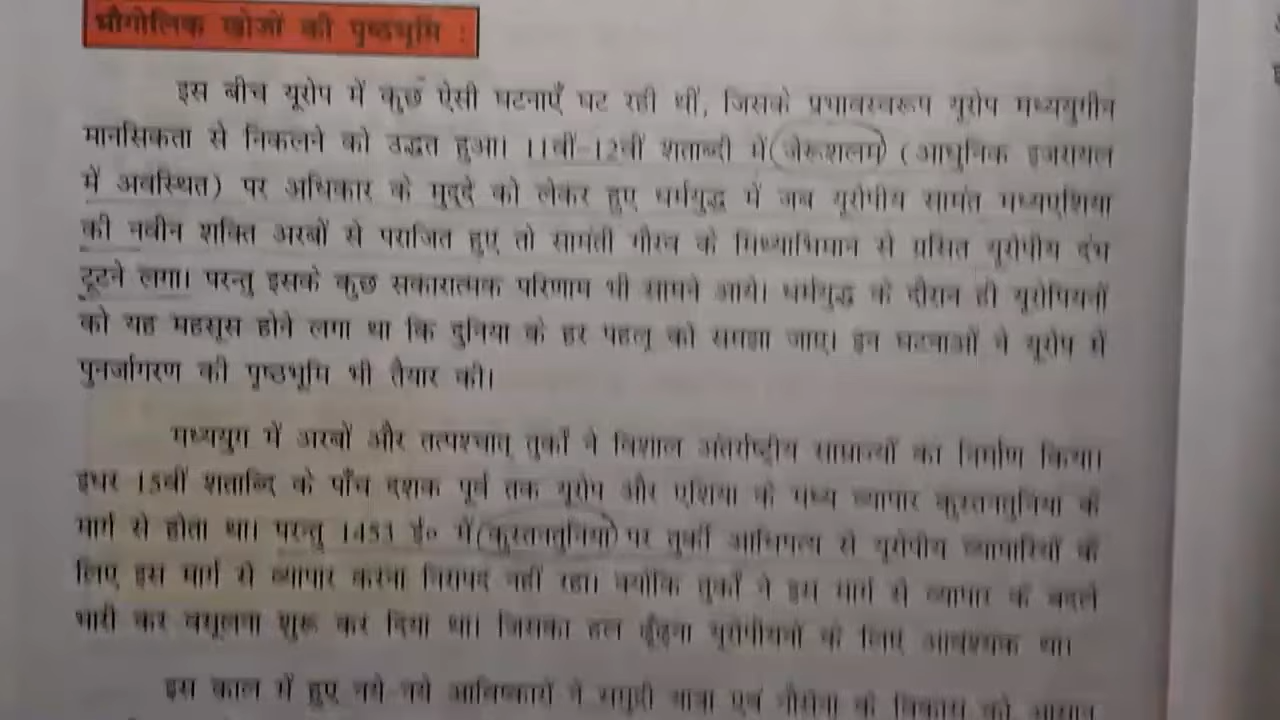 भौगोलिक खोजों की पृष्ठभूमि :
इस बीच यूरोप में कुछ ऐसी घटनाएँ घट रही थीं, जिसके प्रभावस्वरूप यूरोप मध्ययुगीन
मानसिकता से निकलने को उद्धत हुआ। 11वीं-12वीं शताब्दी में जेरूशलम (आधुनिक इजरायल
में अवस्थित) पर अधिकार के मुद्दे को लेकर हुए धर्मयुद्ध में जब यूरोपीय सामंत मध्यएशिया
की नवीन शक्ति अरबों से पराजित हुए तो सामंती गौरव के मिथ्याभिमान से ग्रसित यूरोपीय दंभ
टूटने लगा। परन्तु इसके कुछ सकारात्मक परिणाम भी सामने आये। धर्मयुद्ध के दौरान ही यूरोपियनों
को यह महसूस होने लगा था कि दुनिया के हर पहलू को समझा जाए। इन घटनाओं ने यूरोप में
पुनर्जागरण की पृष्ठभूमि भी तैयार की।
मध्ययुग में अरबों और तत्पश्चात् तुर्कों ने विशाल अंतर्राष्ट्रीय साम्राज्यों का निर्माण किया।
इधर 15वीं शताब्दि के पाँच दशक पूर्व तक यूरोप और एशिया के मध्य व्यापार कुस्तुनतुनिया के
मार्ग से होता था। परन्तु 1453 ई० में कुस्तुनतुनिया पर तुर्की आधिपत्य से यूरोपीय व्यापारियों के
लिए इस मार्ग से व्यापार करना निरापद नहीं रहा। क्योंकि तुर्कों ने इस मार्ग से व्यापार के बदले
भारी कर वसूलना शुरू कर दिया था। जिसका हल ढूँढ़ना यूरोपीयनों के लिए आवश्यक था।
इस काल में हुए नये-नये आविष्कारों ने समुद्री यात्रा एवं नौसेना के विकास को आसान